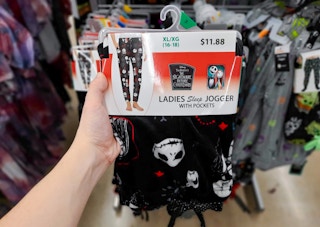 XL/XG
(16-18)
$11.88
LADIES Sleep JOGGER
WITH POCKETS